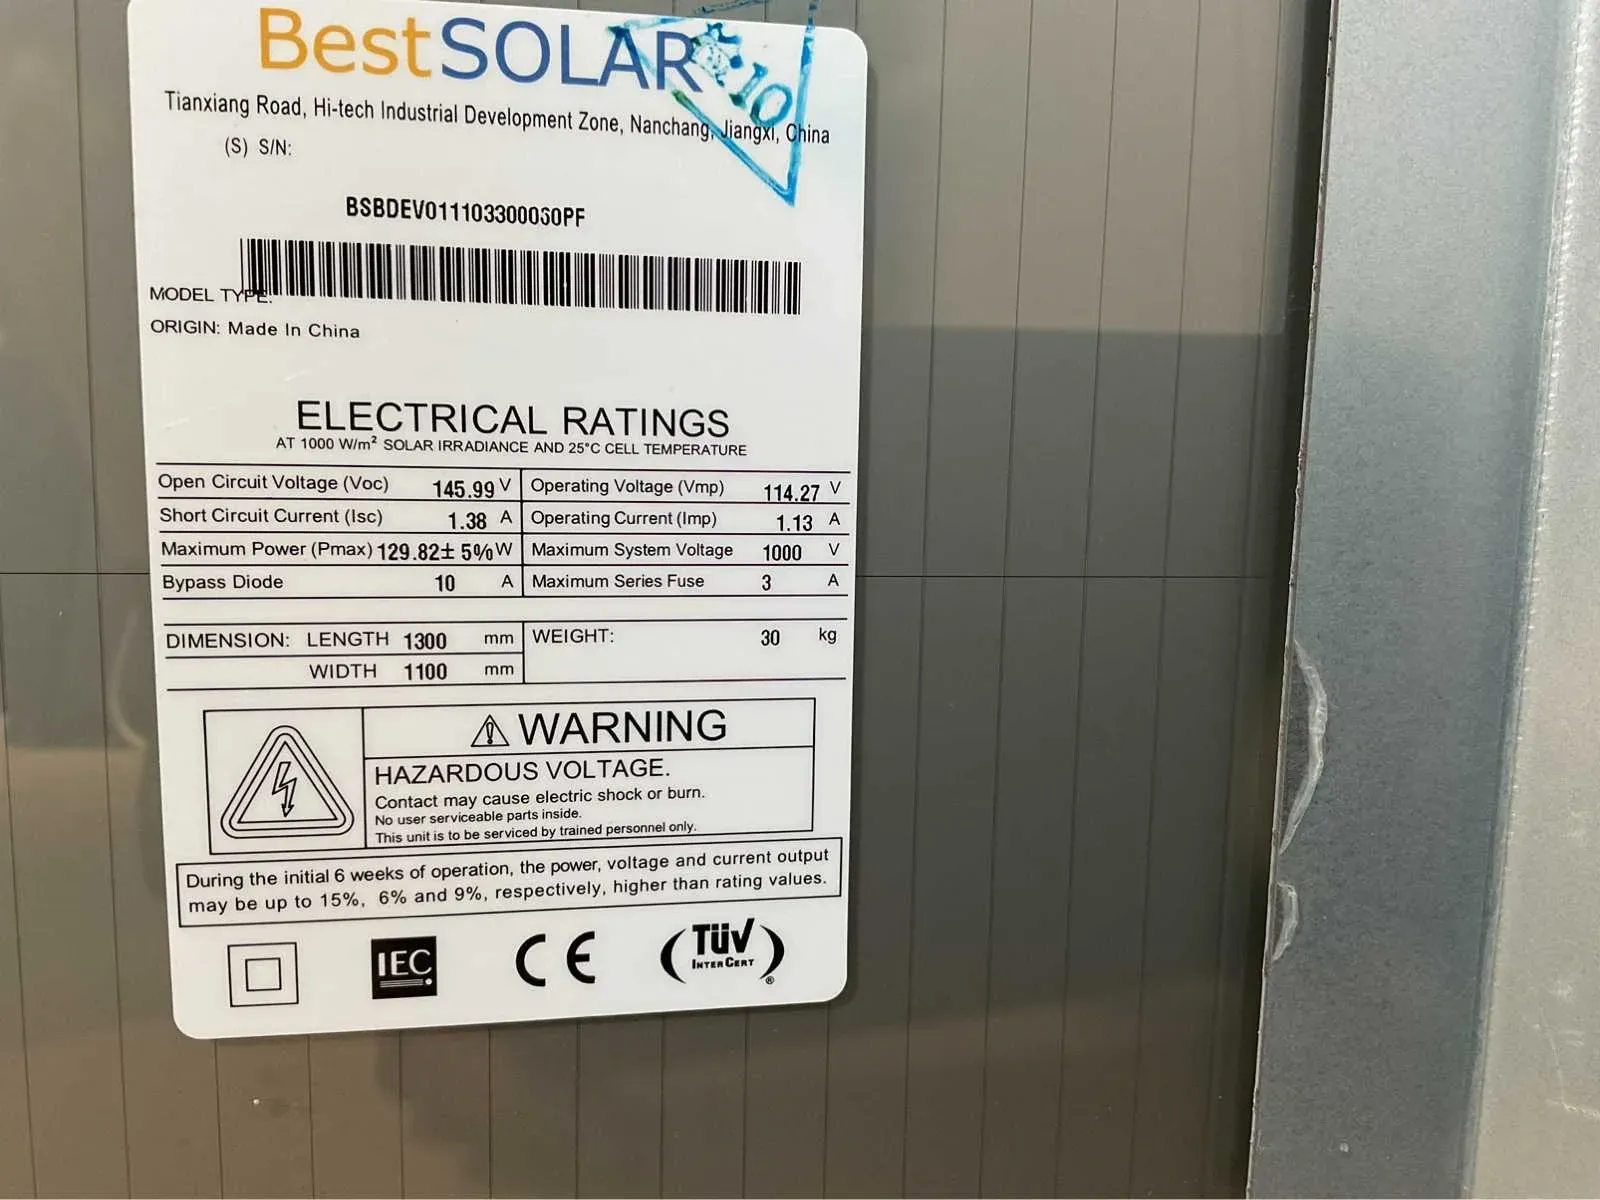 BestSOLAR
Tianxiang Road, Hi-tech Industrial Development Zone, Nanchang, Jiangxi, China
(S) S/N:
BSBDEV011103300060PF
MODEL TYPE:
ORIGIN: Made In China
ELECTRICAL RATINGS
AT 1000 W/m² SOLAR IRRADIANCE AND 25°C CELL TEMPERATURE
Open Circuit Voltage (Voc) 145.99 V Operating Voltage (Vmp) 114.27 V
Short Circuit Current (Isc) 1.38 A Operating Current (Imp) 1.13 A
Maximum Power (Pmax) 129.82± 5% W Maximum System Voltage 1000 V
Bypass Diode 10 A Maximum Series Fuse 3 A
DIMENSION: LENGTH 1300 mm WEIGHT: 30 kg
WIDTH 1100 mm
WARNING
HAZARDOUS VOLTAGE.
Contact may cause electric shock or burn.
No user serviceable parts inside.
This unit is to be serviced by trained personnel only.
During the initial 6 weeks of operation, the power, voltage and current output
may be up to 15%, 6% and 9%, respectively, higher than rating values.
IEC CE TÜV
INTERCERT ®